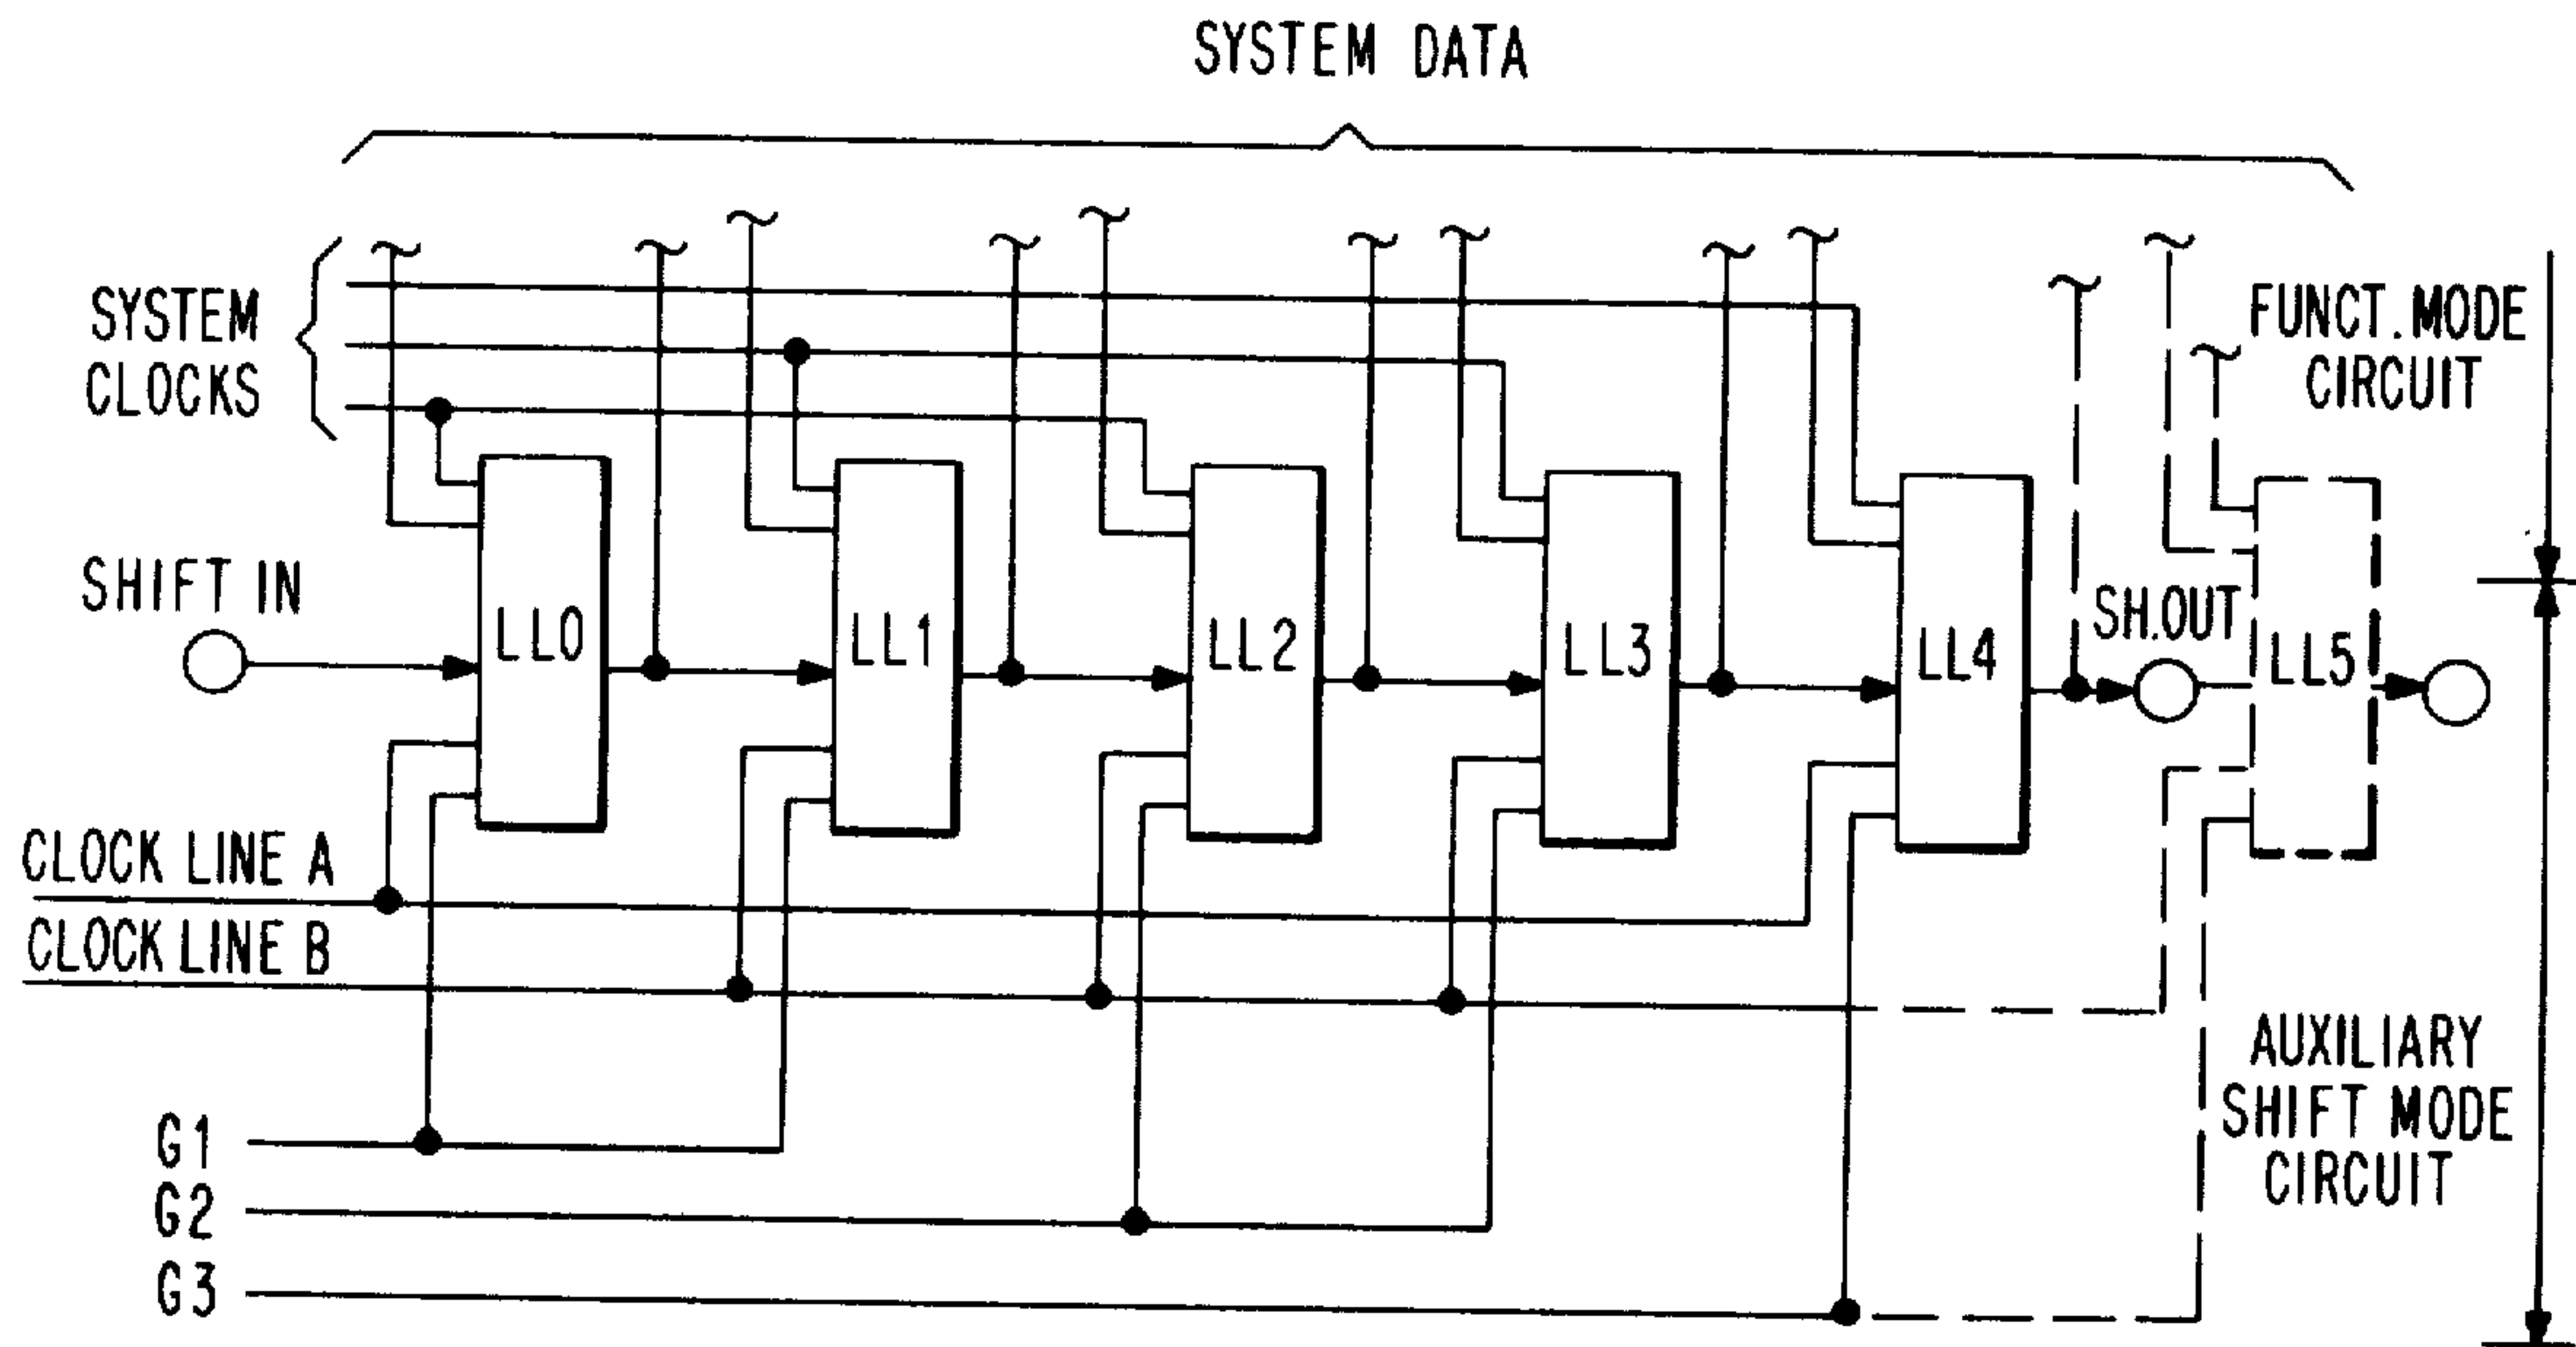 SYSTEM DATA
SYSTEM
CLOCKS
FUNCT. MODE
CIRCUIT
SHIFT IN
LL0
LL1
LL2
LL3
LL4
SH.OUT
LL5
CLOCK LINE A
CLOCK LINE B
AUXILIARY
SHIFT MODE
CIRCUIT
G1
G2
G3